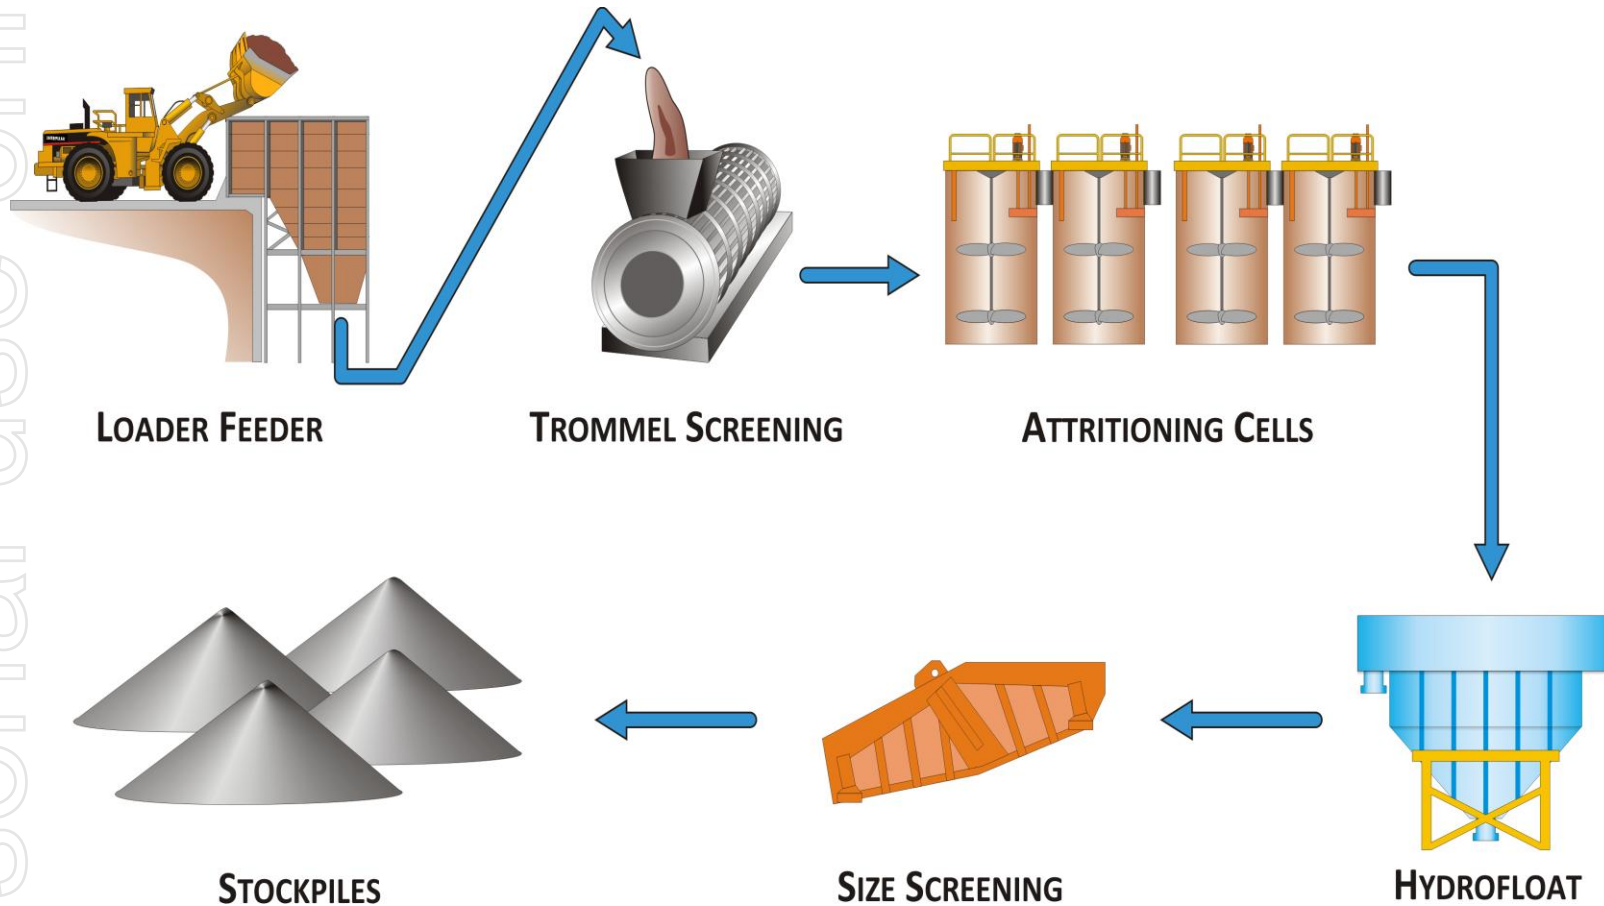 LOADER FEEDER
TROMMEL SCREENING
ATTRITIONING CELLS
STOCKPILES
SIZE SCREENING
HYDROFLOAT